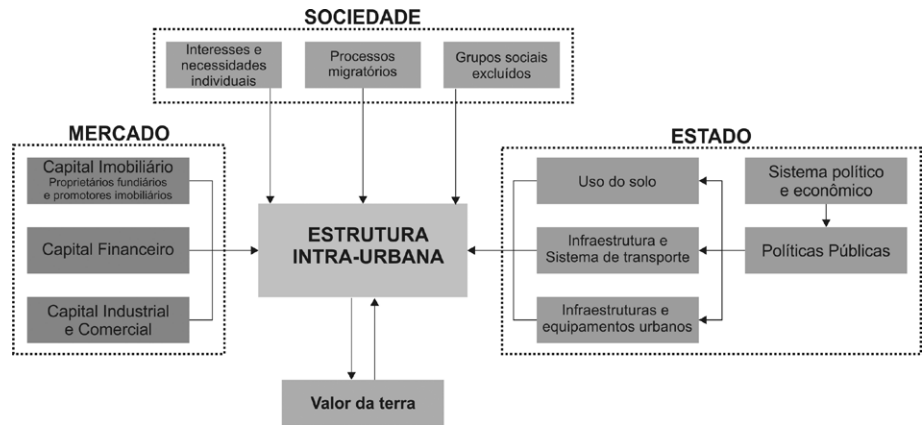 SOCIEDADE
Interesses e
necessidades
individuais
Processos
migratórios
Grupos sociais
excluídos
MERCADO
Capital Imobiliário
Proprietários fundiários
e promotores imobiliários
Capital Financeiro
Capital Industrial
e Comercial
ESTRUTURA
INTRA-URBANA
Valor da terra
ESTADO
Uso do solo
Infraestrutura e
Sistema de transporte
Infraestruturas e
equipamentos urbanos
Sistema político
e econômico
Políticas Públicas